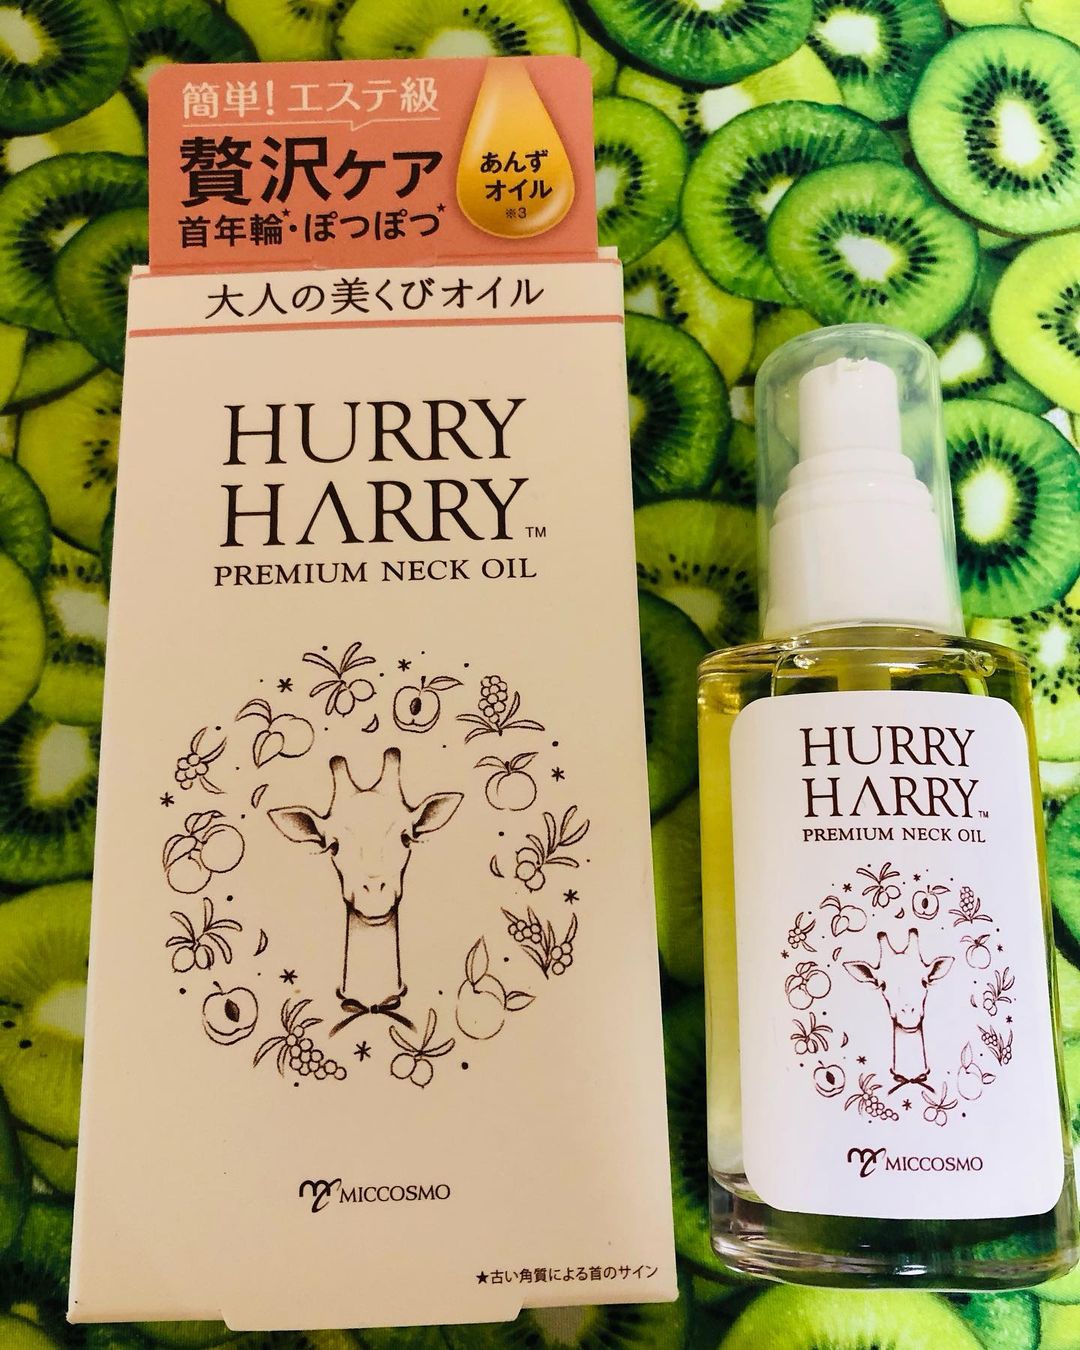 簡単！エステ級
贅沢ケア
首年輪★・ぽつぽつ★
あんず
オイル
※3
大人の美くびオイル
HURRY
HARRY™
PREMIUM NECK OIL
MICCOSMO
★古い角質による首のサイン
HURRY
HARRY™
PREMIUM NECK OIL
MICCOSMO